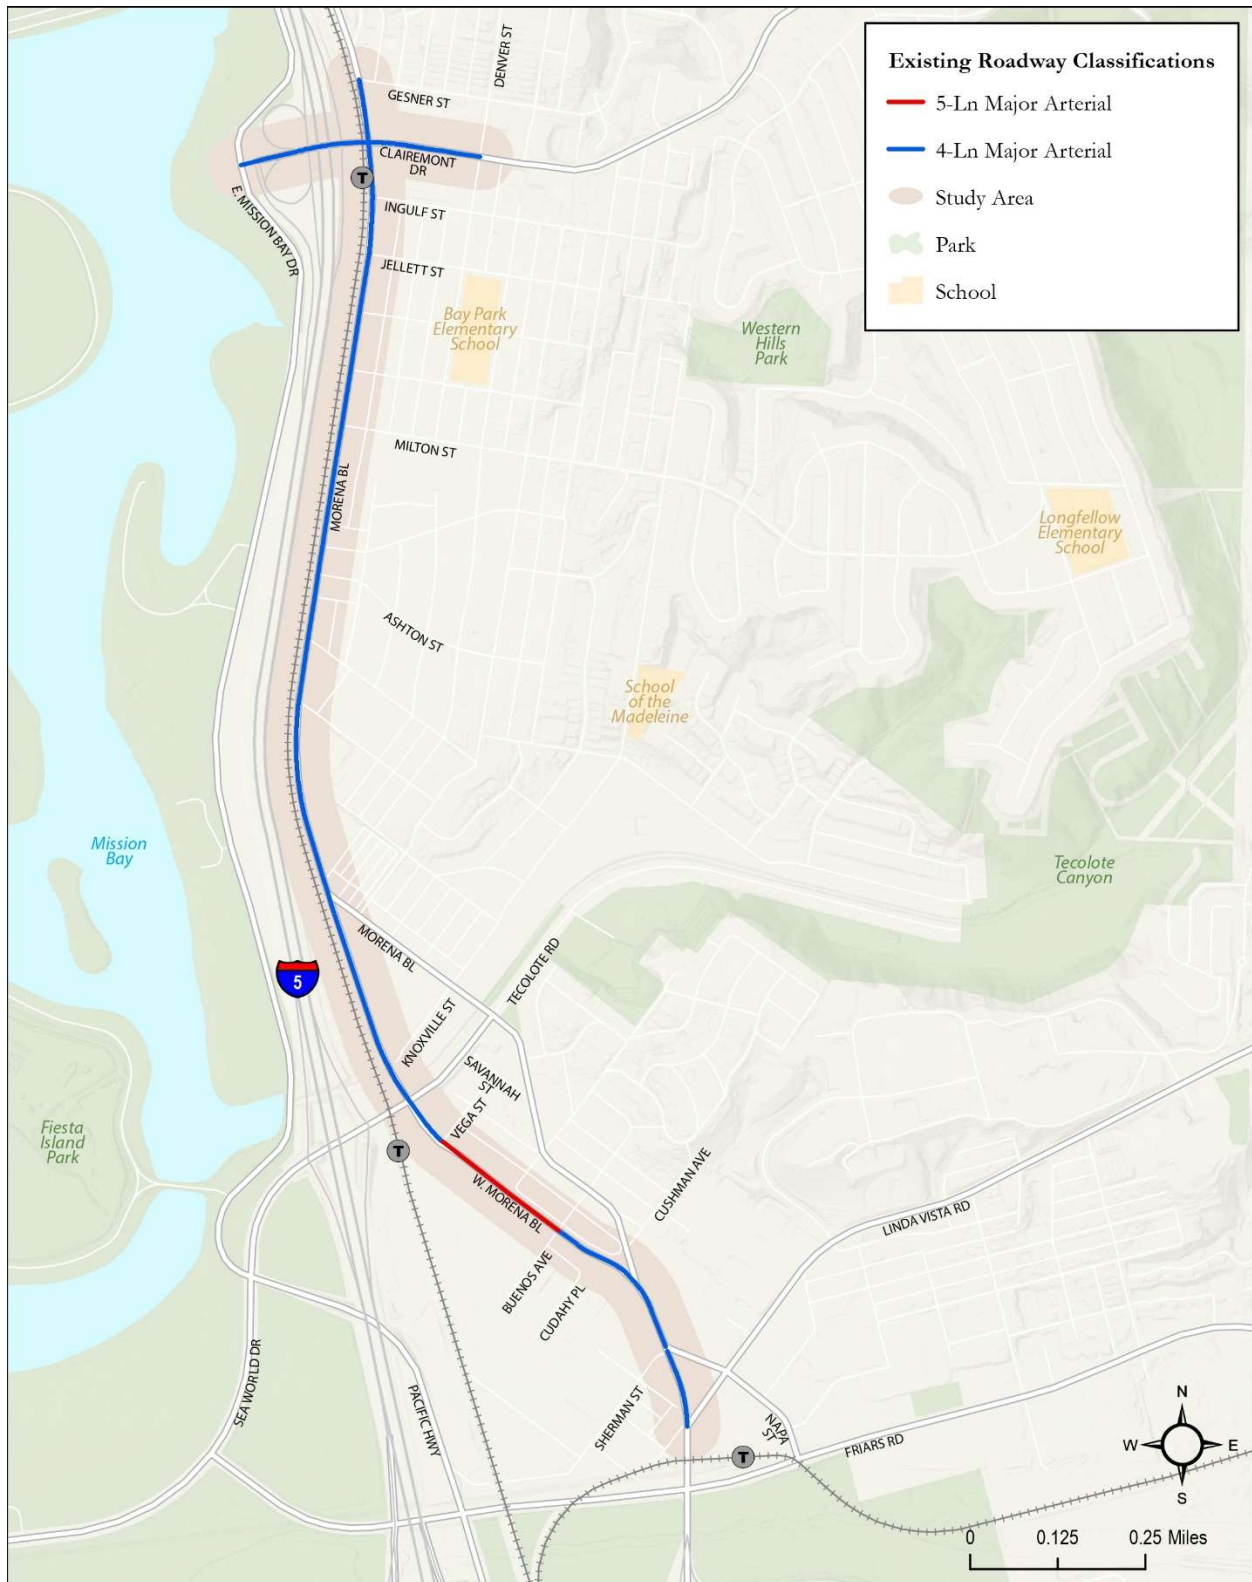 Existing Roadway Classifications
5-Ln Major Arterial
4-Ln Major Arterial
Study Area
Park
School
DENVER ST
GESNER ST
CLAIREMONT
DR
T
E. MISSION BAY DR
INGULF ST
JELLETT ST
Bay Park
Elementary
School
Western
Hills
Park
MILTON ST
MORENA BL
Longfellow
Elementary
School
ASHTON ST
School
of the
Madeleine
Mission
Bay
Tecolote
Canyon
MORENA BL
TECOLOTE RD
5
KNOXVILLE ST
SAVANNAH
ST
VEGA ST
Fiesta
Island
Park
T
W. MORENA BL
CUSHMAN AVE
LINDA VISTA RD
BUENOS AVE
CUDAHY PL
SEA WORLD DR
PACIFIC HWY
SHERMAN ST
NAPA
ST
T
FRIARS RD
N
W
E
S
0
0.125
0.25 Miles